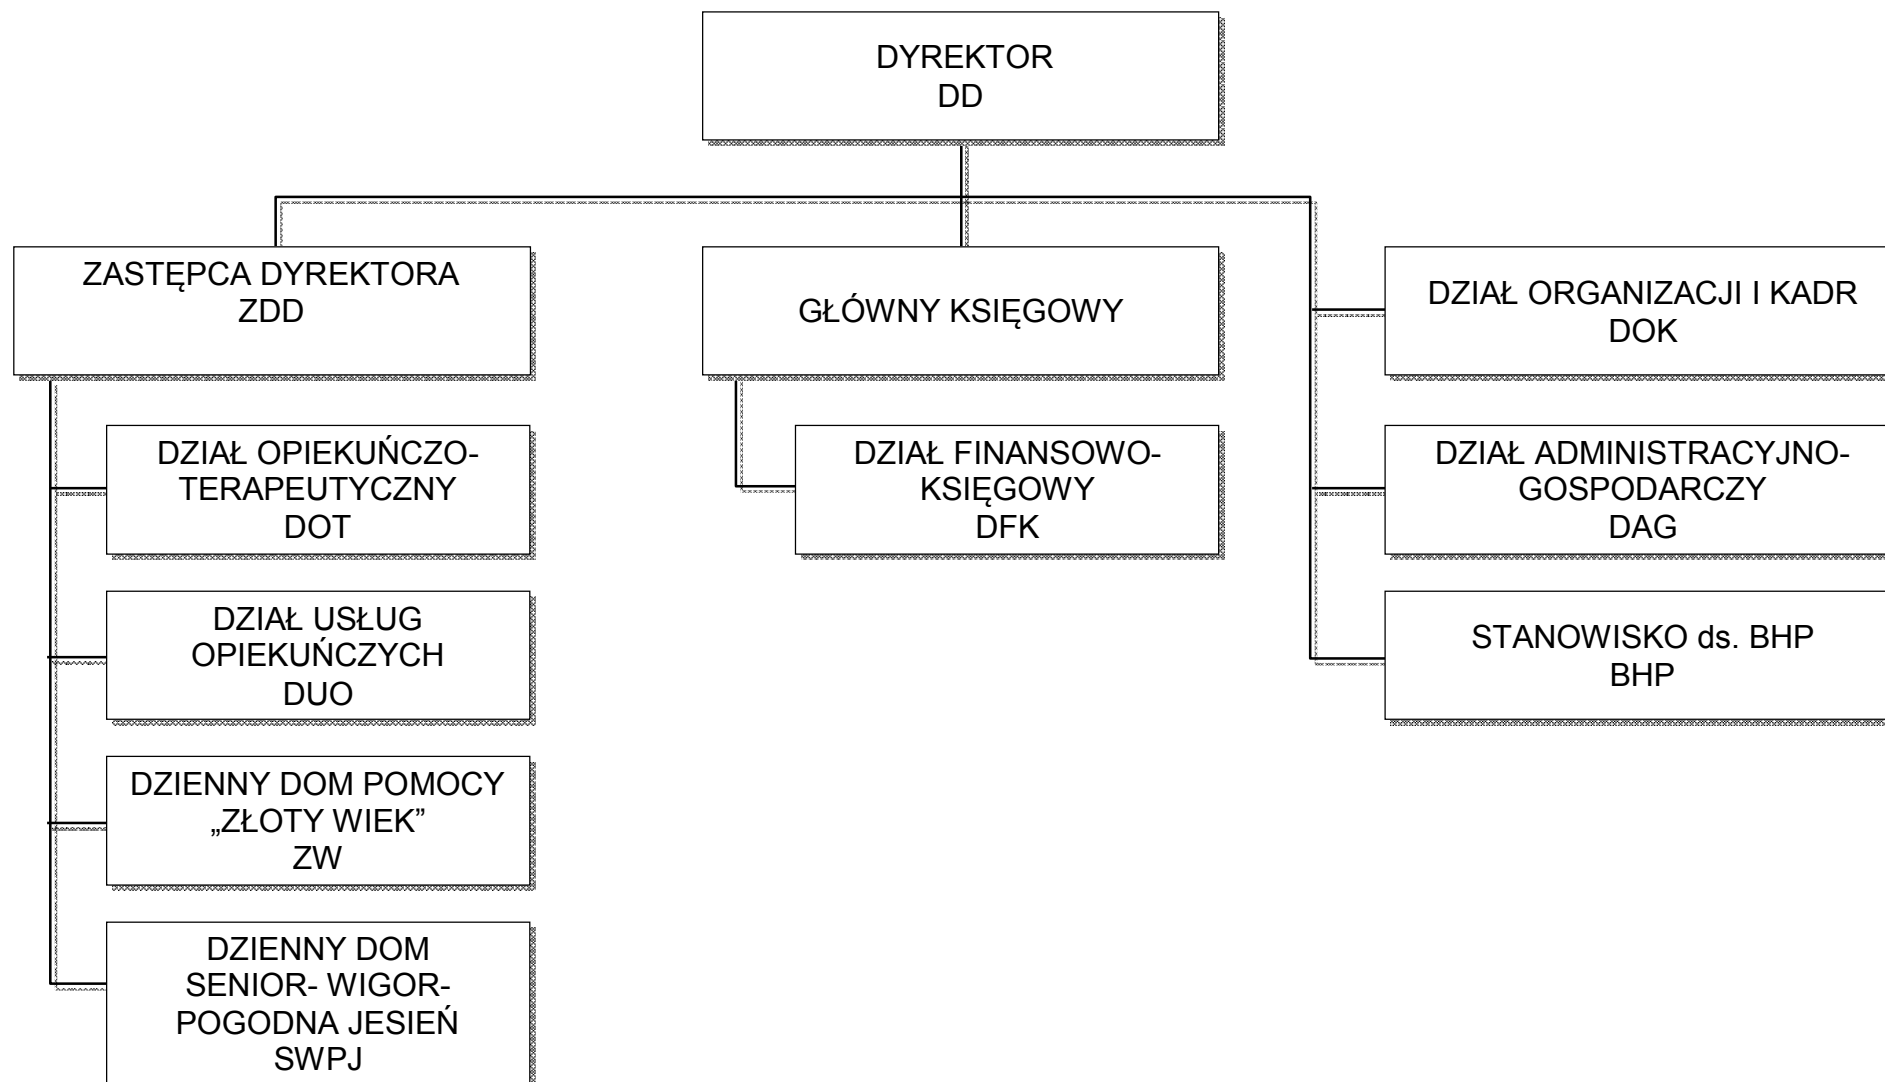 DYREKTOR
DD
ZASTĘPCA DYREKTORA
ZDD
GŁÓWNY KSIĘGOWY
DZIAŁ ORGANIZACJI I KADR
DOK
DZIAŁ OPIEKUŃCZO-
TERAPEUTYCZNY
DOT
DZIAŁ FINANSOWO-
KSIĘGOWY
DFK
DZIAŁ ADMINISTRACYJNO-
GOSPODARCZY
DAG
DZIAŁ USŁUG
OPIEKUŃCZYCH
DUO
STANOWISKO ds. BHP
BHP
DZIENNY DOM POMOCY
„ZŁOTY WIEK”
ZW
DZIENNY DOM
SENIOR- WIGOR-
POGODNA JESIEŃ
SWPJ